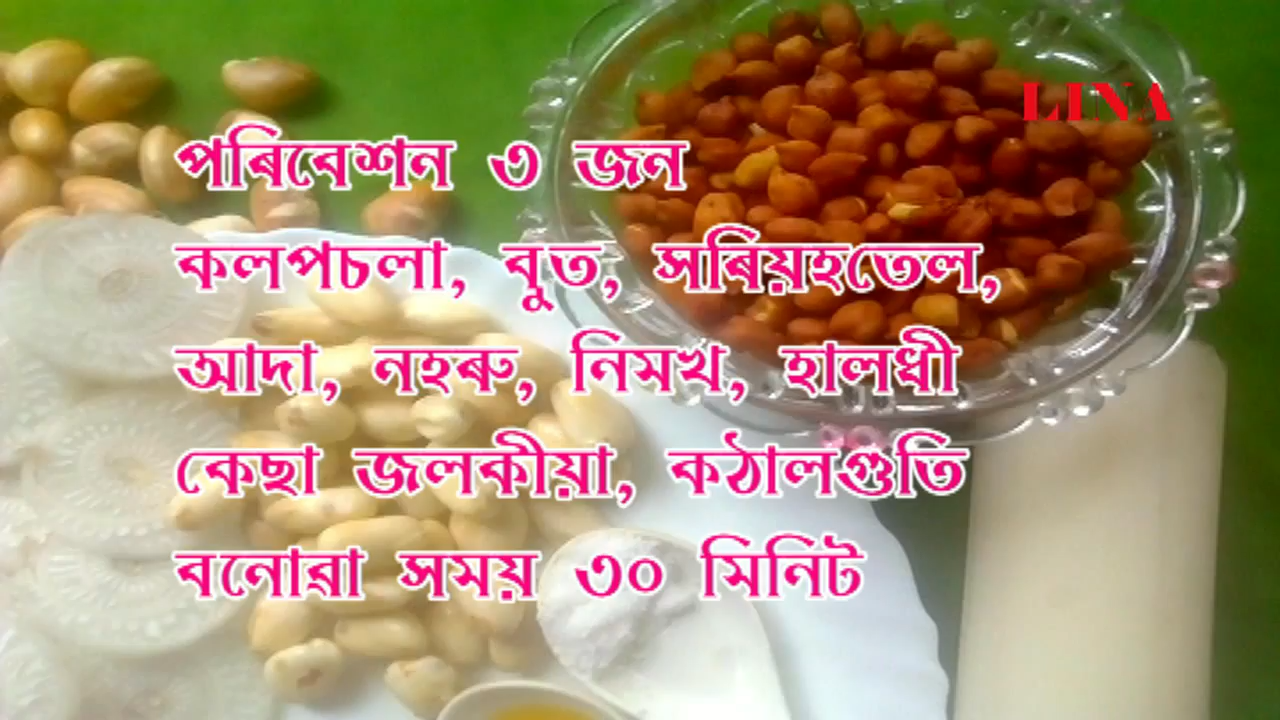 LINA
পৰিবেশন ৩ জন
কলপচলা, বুত, সৰিয়হতেল,
আদা, নহৰু, নিমখ, হালধী
কেছা জলকীয়া, কঠালগুতি
বনোৱা সময় ৩০ মিনিট